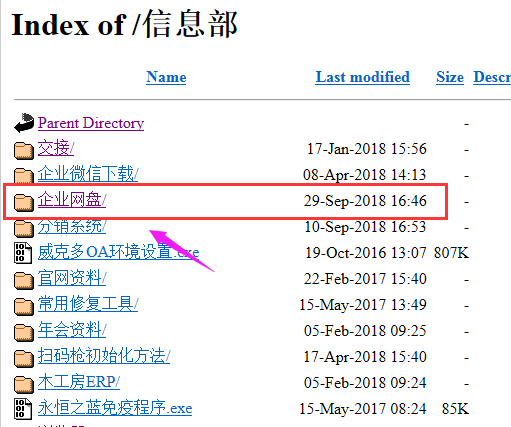 Index of /信息部
Name Last modified Size Descr
Parent Directory -
交接/ 17-Jan-2018 15:56 -
企业微信下载/ 08-Apr-2018 14:13 -
企业网盘/ 29-Sep-2018 16:46 -
分销系统/ 10-Sep-2018 16:53 -
威克多OA环境设置.exe 19-Oct-2016 13:07 807K
官网资料/ 22-Feb-2017 15:40 -
常用修复工具/ 15-May-2017 13:49 -
年会资料/ 05-Feb-2018 09:25 -
扫码枪初始化方法/ 17-Apr-2018 15:40 -
木工房ERP/ 05-Feb-2018 09:24 -
永恒之蓝免疫程序.exe 15-May-2017 08:24 85K